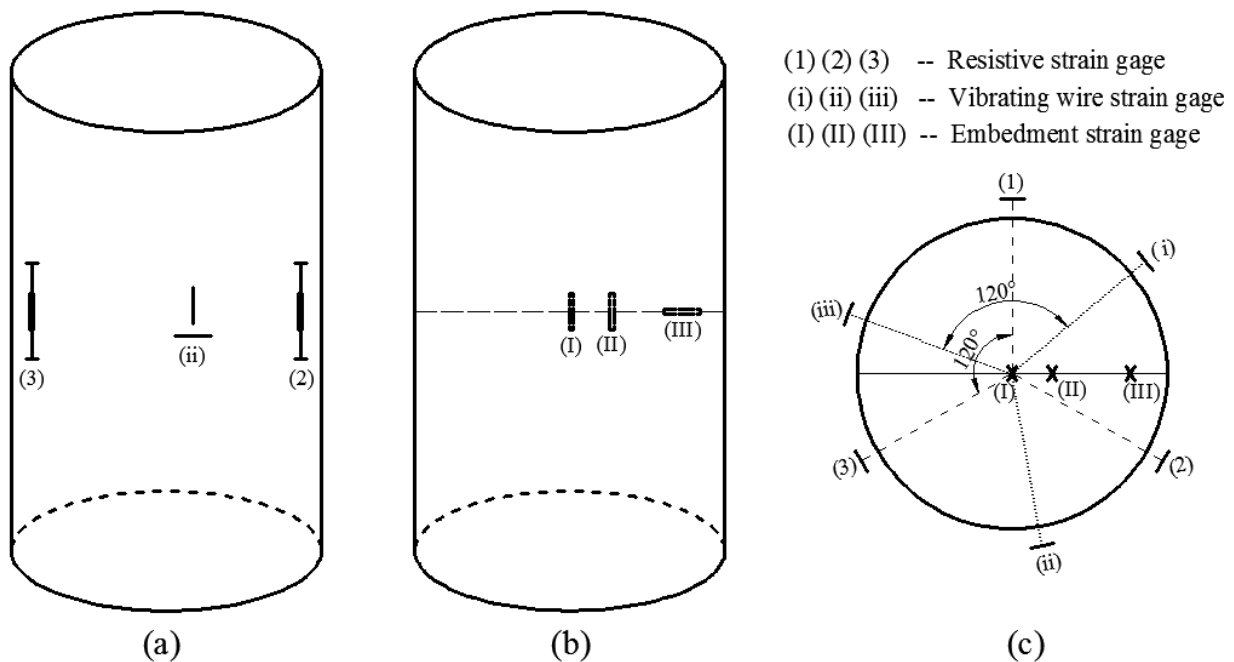 (1) (2) (3) -- Resistive strain gage
(i) (ii) (iii) -- Vibrating wire strain gage
(I) (II) (III) -- Embedment strain gage
(3)
(ii)
(2)
(a)
(I)
(II)
(III)
(b)
(1)
(i)
(iii)
120°
120°
(I)
(II)
(III)
(3)
(2)
(ii)
(c)